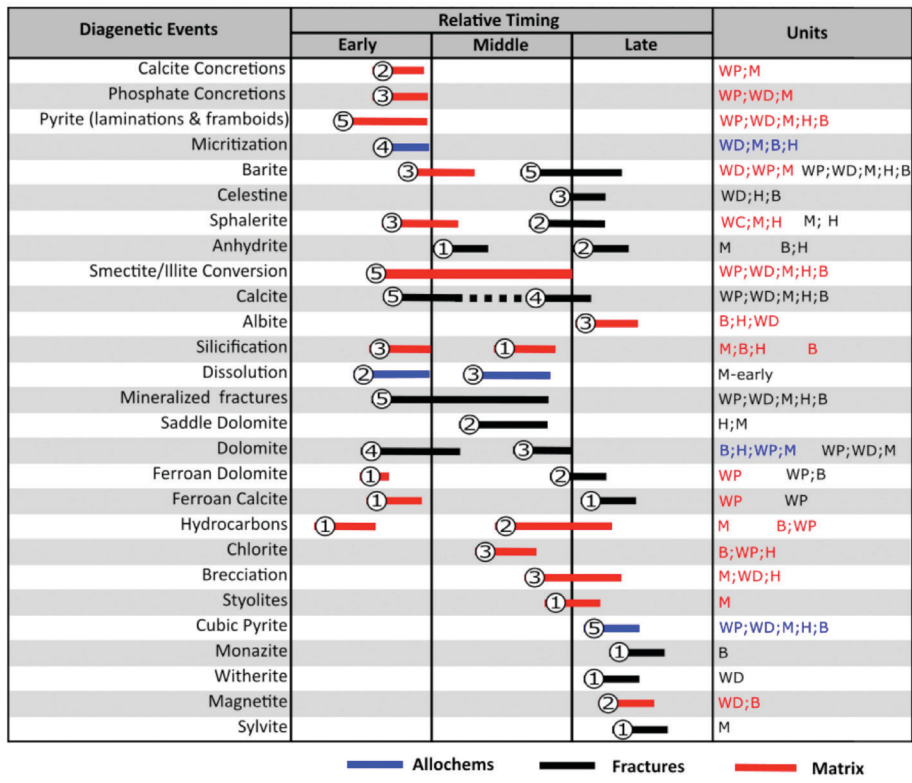 Diagenetic Events Relative Timing Units
Early Middle Late
Calcite Concretions ② WP;M
Phosphate Concretions ③ WP;WD;M
Pyrite (laminations & framboids) ⑤ WP;WD;M;H;B
Micritization ④ WD;M;B;H
Barite ③ ⑤ WD;WP;M WP;WD;M;H;B
Celestine ③ WD;H;B
Sphalerite ③ ② WC;M;H M; H
Anhydrite ① ② M B;H
Smectite/Illite Conversion ⑤ WP;WD;M;H;B
Calcite ⑤ ④ WP;WD;M;H;B
Albite ③ B;H;WD
Silicification ③ ① M;B;H B
Dissolution ② ③ M-early
Mineralized fractures ⑤ WP;WD;M;H;B
Saddle Dolomite ② H;M
Dolomite ④ ③ B;H;WP;M WP;WD;M
Ferroan Dolomite ① ② WP WP;B
Ferroan Calcite ① ① WP WP
Hydrocarbons ① ② M B;WP
Chlorite ③ B;WP;H
Brecciation ③ M;WD;H
Styolites ① M
Cubic Pyrite ⑤ WP;WD;M;H;B
Monazite ① B
Witherite ① WD
Magnetite ② WD;B
Sylvite ① M
Allochems Fractures Matrix